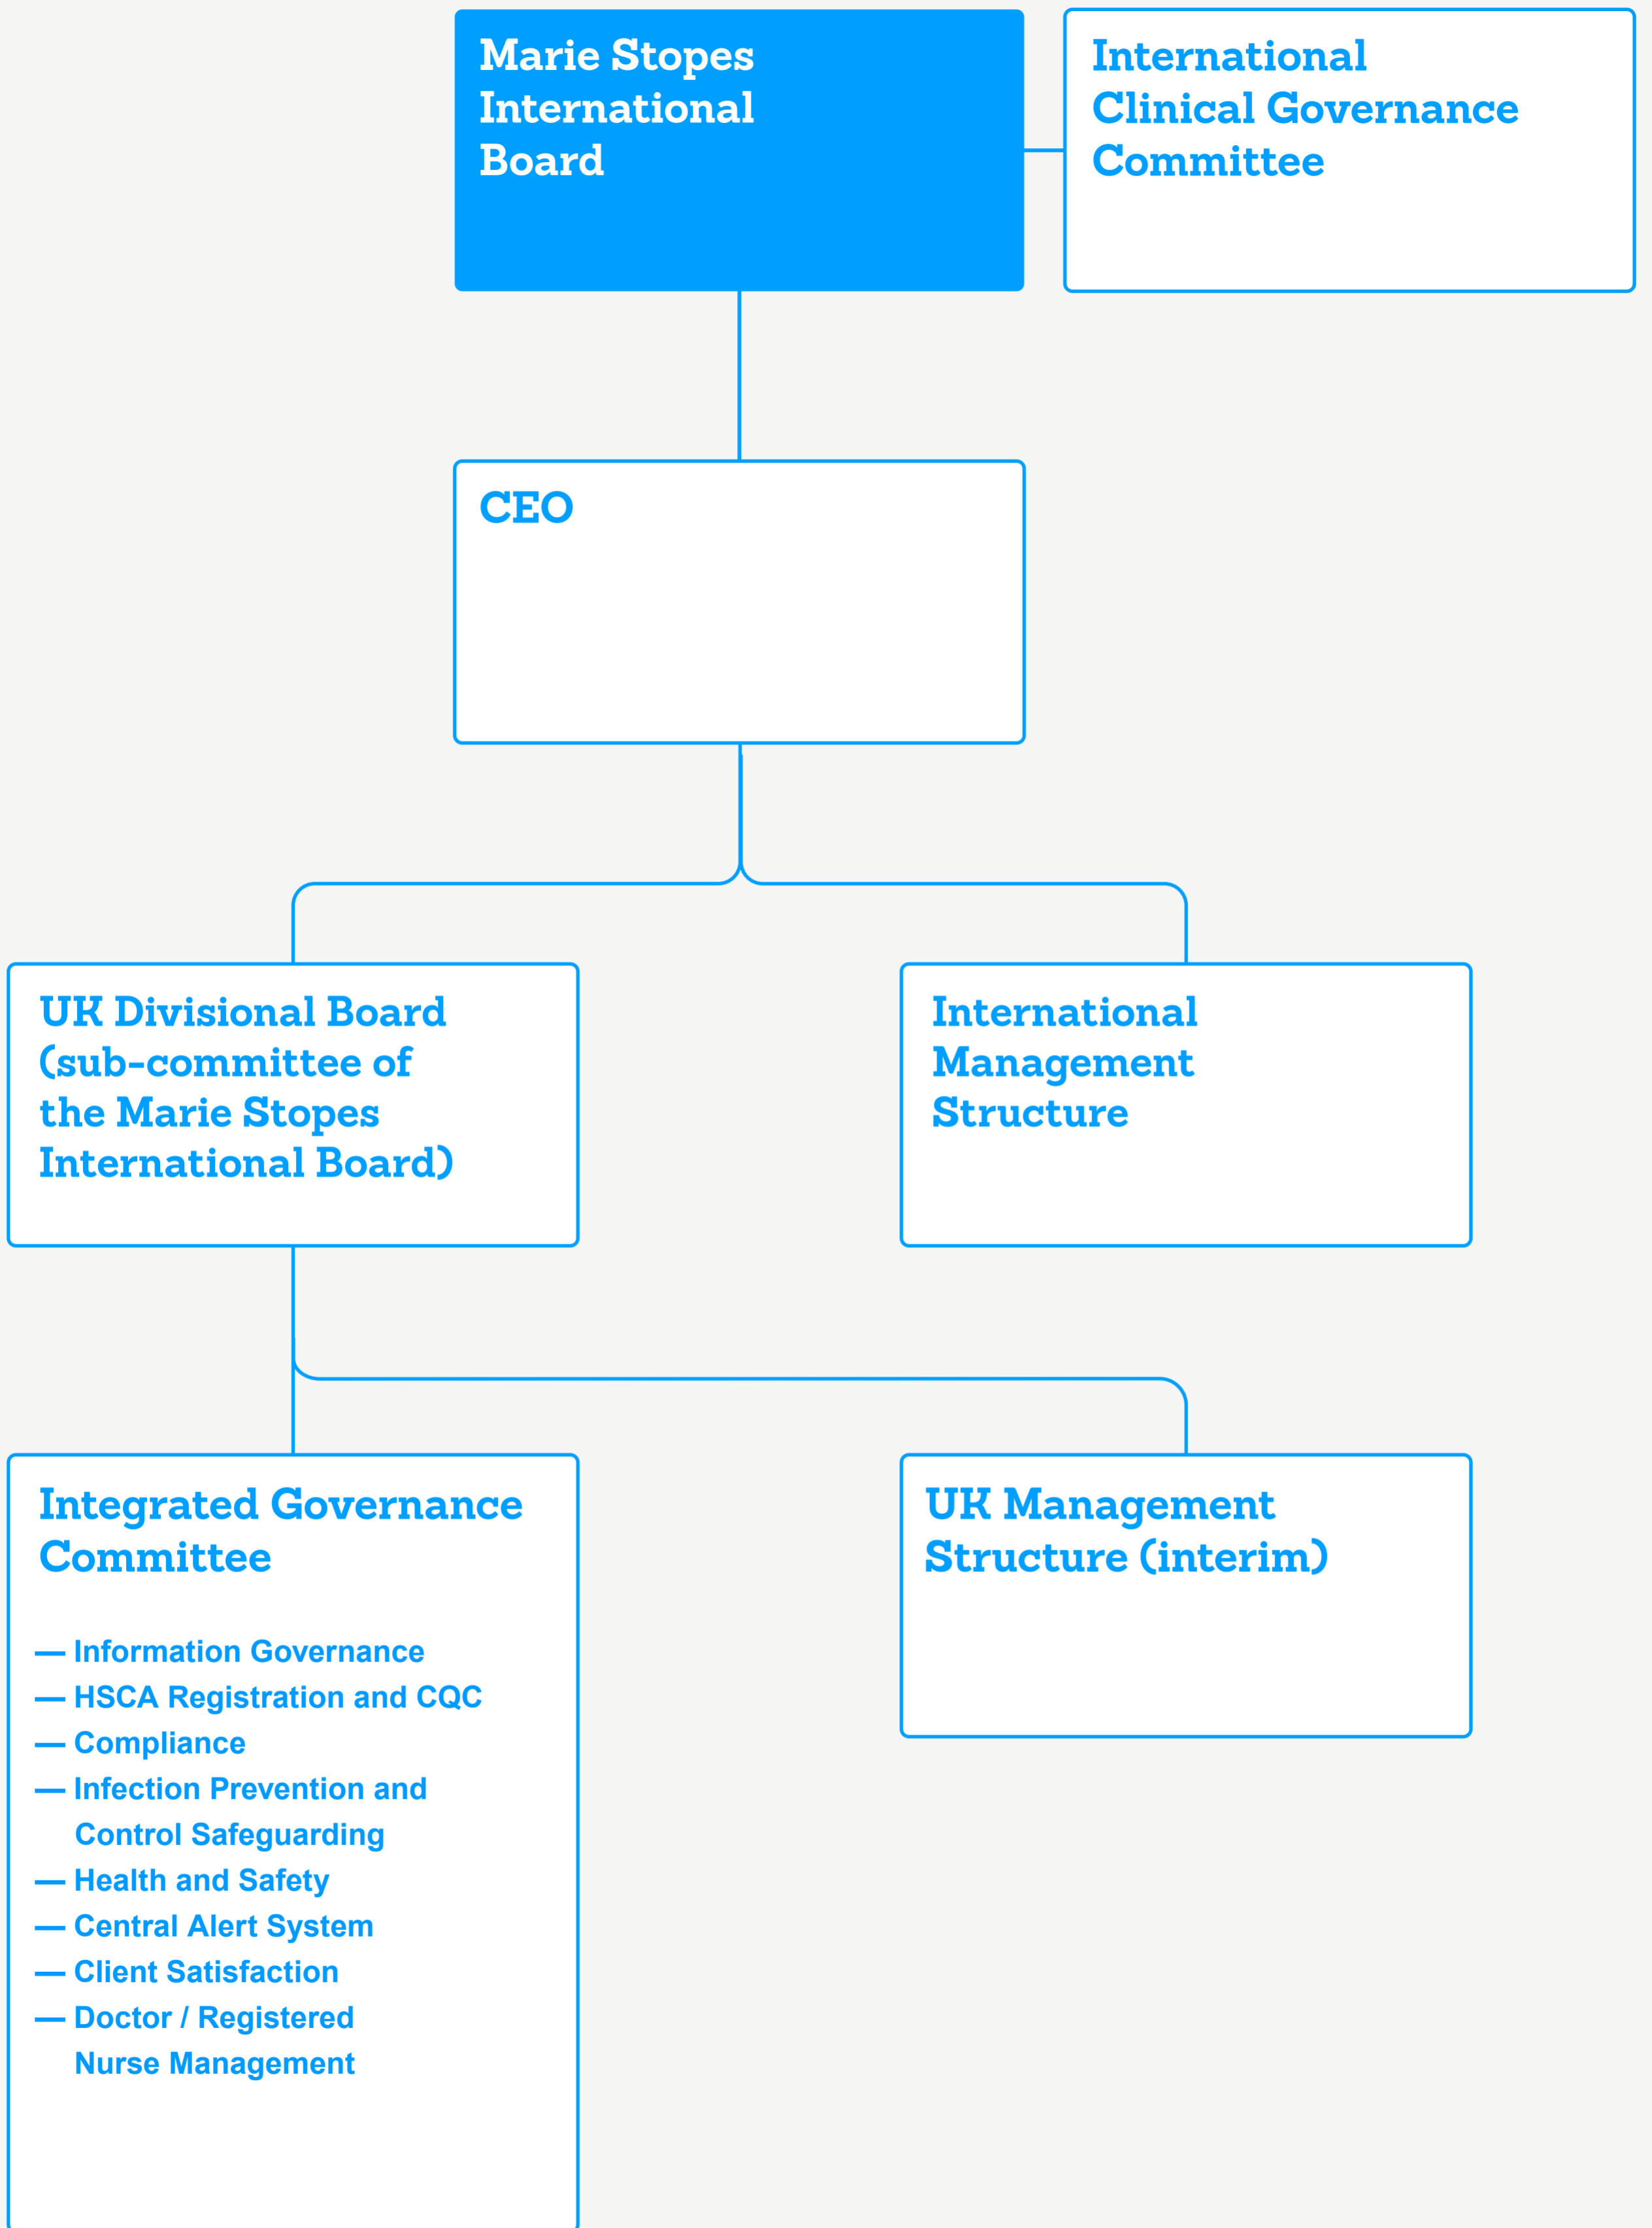 Marie Stopes
International
Board
International
Clinical Governance
Committee
CEO
UK Divisional Board
(sub-committee of
the Marie Stopes
International Board)
International
Management
Structure
Integrated Governance
Committee
— Information Governance
— HSCA Registration and CQC
— Compliance
— Infection Prevention and
Control Safeguarding
— Health and Safety
— Central Alert System
— Client Satisfaction
— Doctor / Registered
Nurse Management
UK Management
Structure (interim)